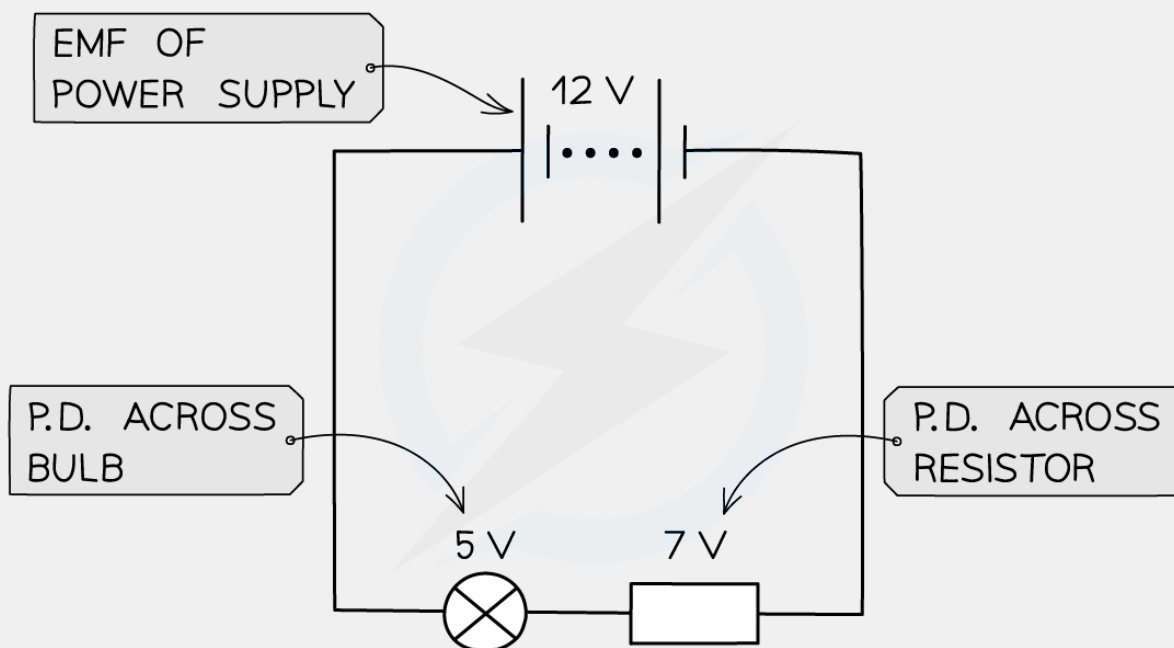 EMF OF
POWER SUPPLY
12 V
P.D. ACROSS
BULB
P.D. ACROSS
RESISTOR
5 V
7 V